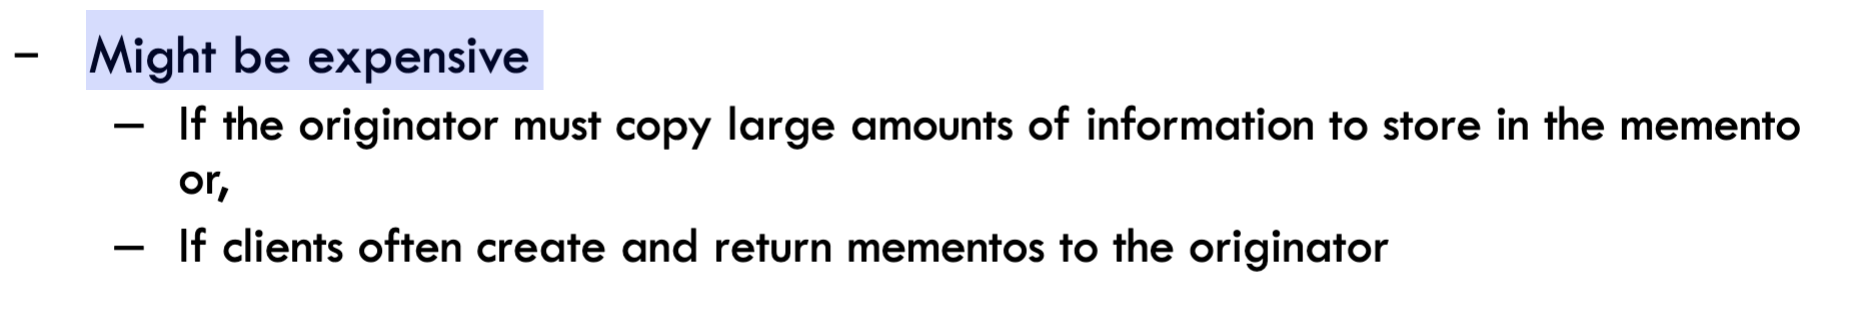 – Might be expensive
– If the originator must copy large amounts of information to store in the memento
or,
– If clients often create and return mementos to the originator